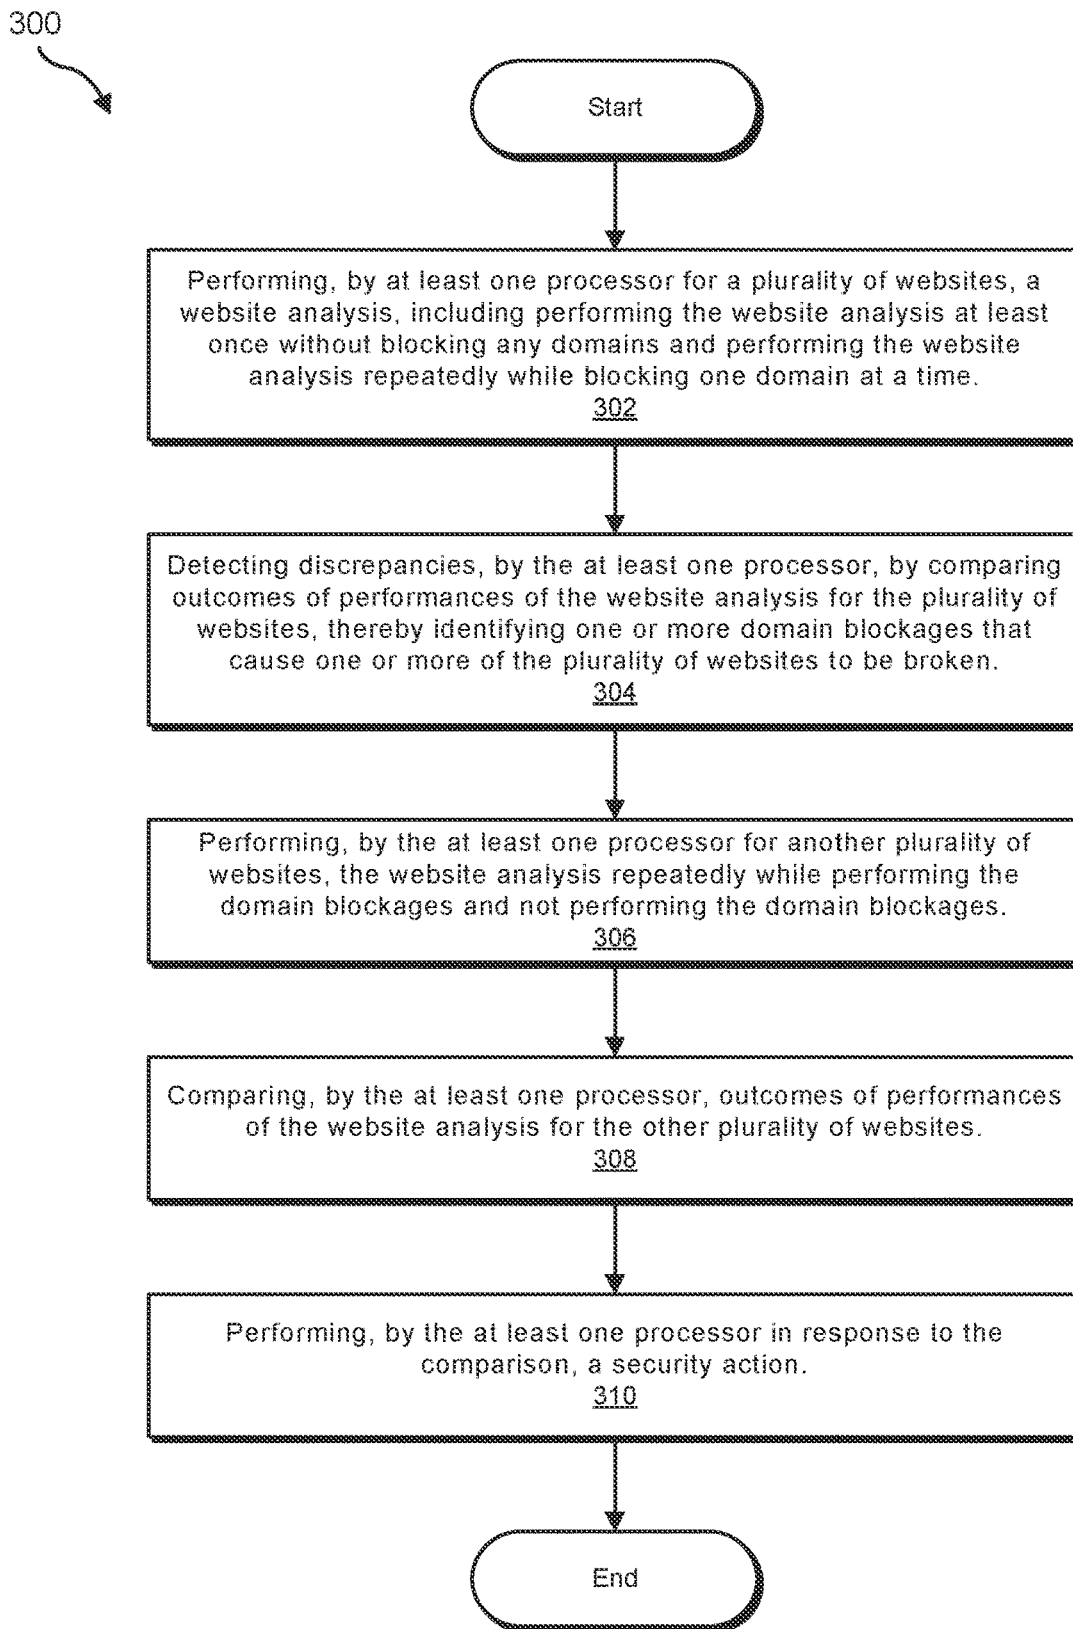 300
Start
Performing, by at least one processor for a plurality of websites, a
website analysis, including performing the website analysis at least
once without blocking any domains and performing the website
analysis repeatedly while blocking one domain at a time.
302
Detecting discrepancies, by the at least one processor, by comparing
outcomes of performances of the website analysis for the plurality of
websites, thereby identifying one or more domain blockages that
cause one or more of the plurality of websites to be broken.
304
Performing, by the at least one processor for another plurality of
websites, the website analysis repeatedly while performing the
domain blockages and not performing the domain blockages.
306
Comparing, by the at least one processor, outcomes of performances
of the website analysis for the other plurality of websites.
308
Performing, by the at least one processor in response to the
comparison, a security action.
310
End